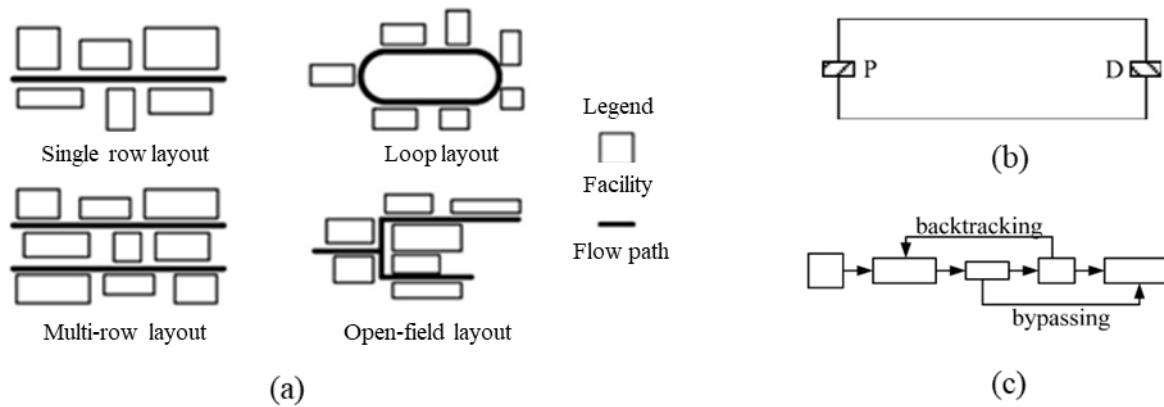 Single row layout
Loop layout
Legend
Facility
Flow path
Multi-row layout
Open-field layout
(a)
P
D
(b)
backtracking
bypassing
(c)